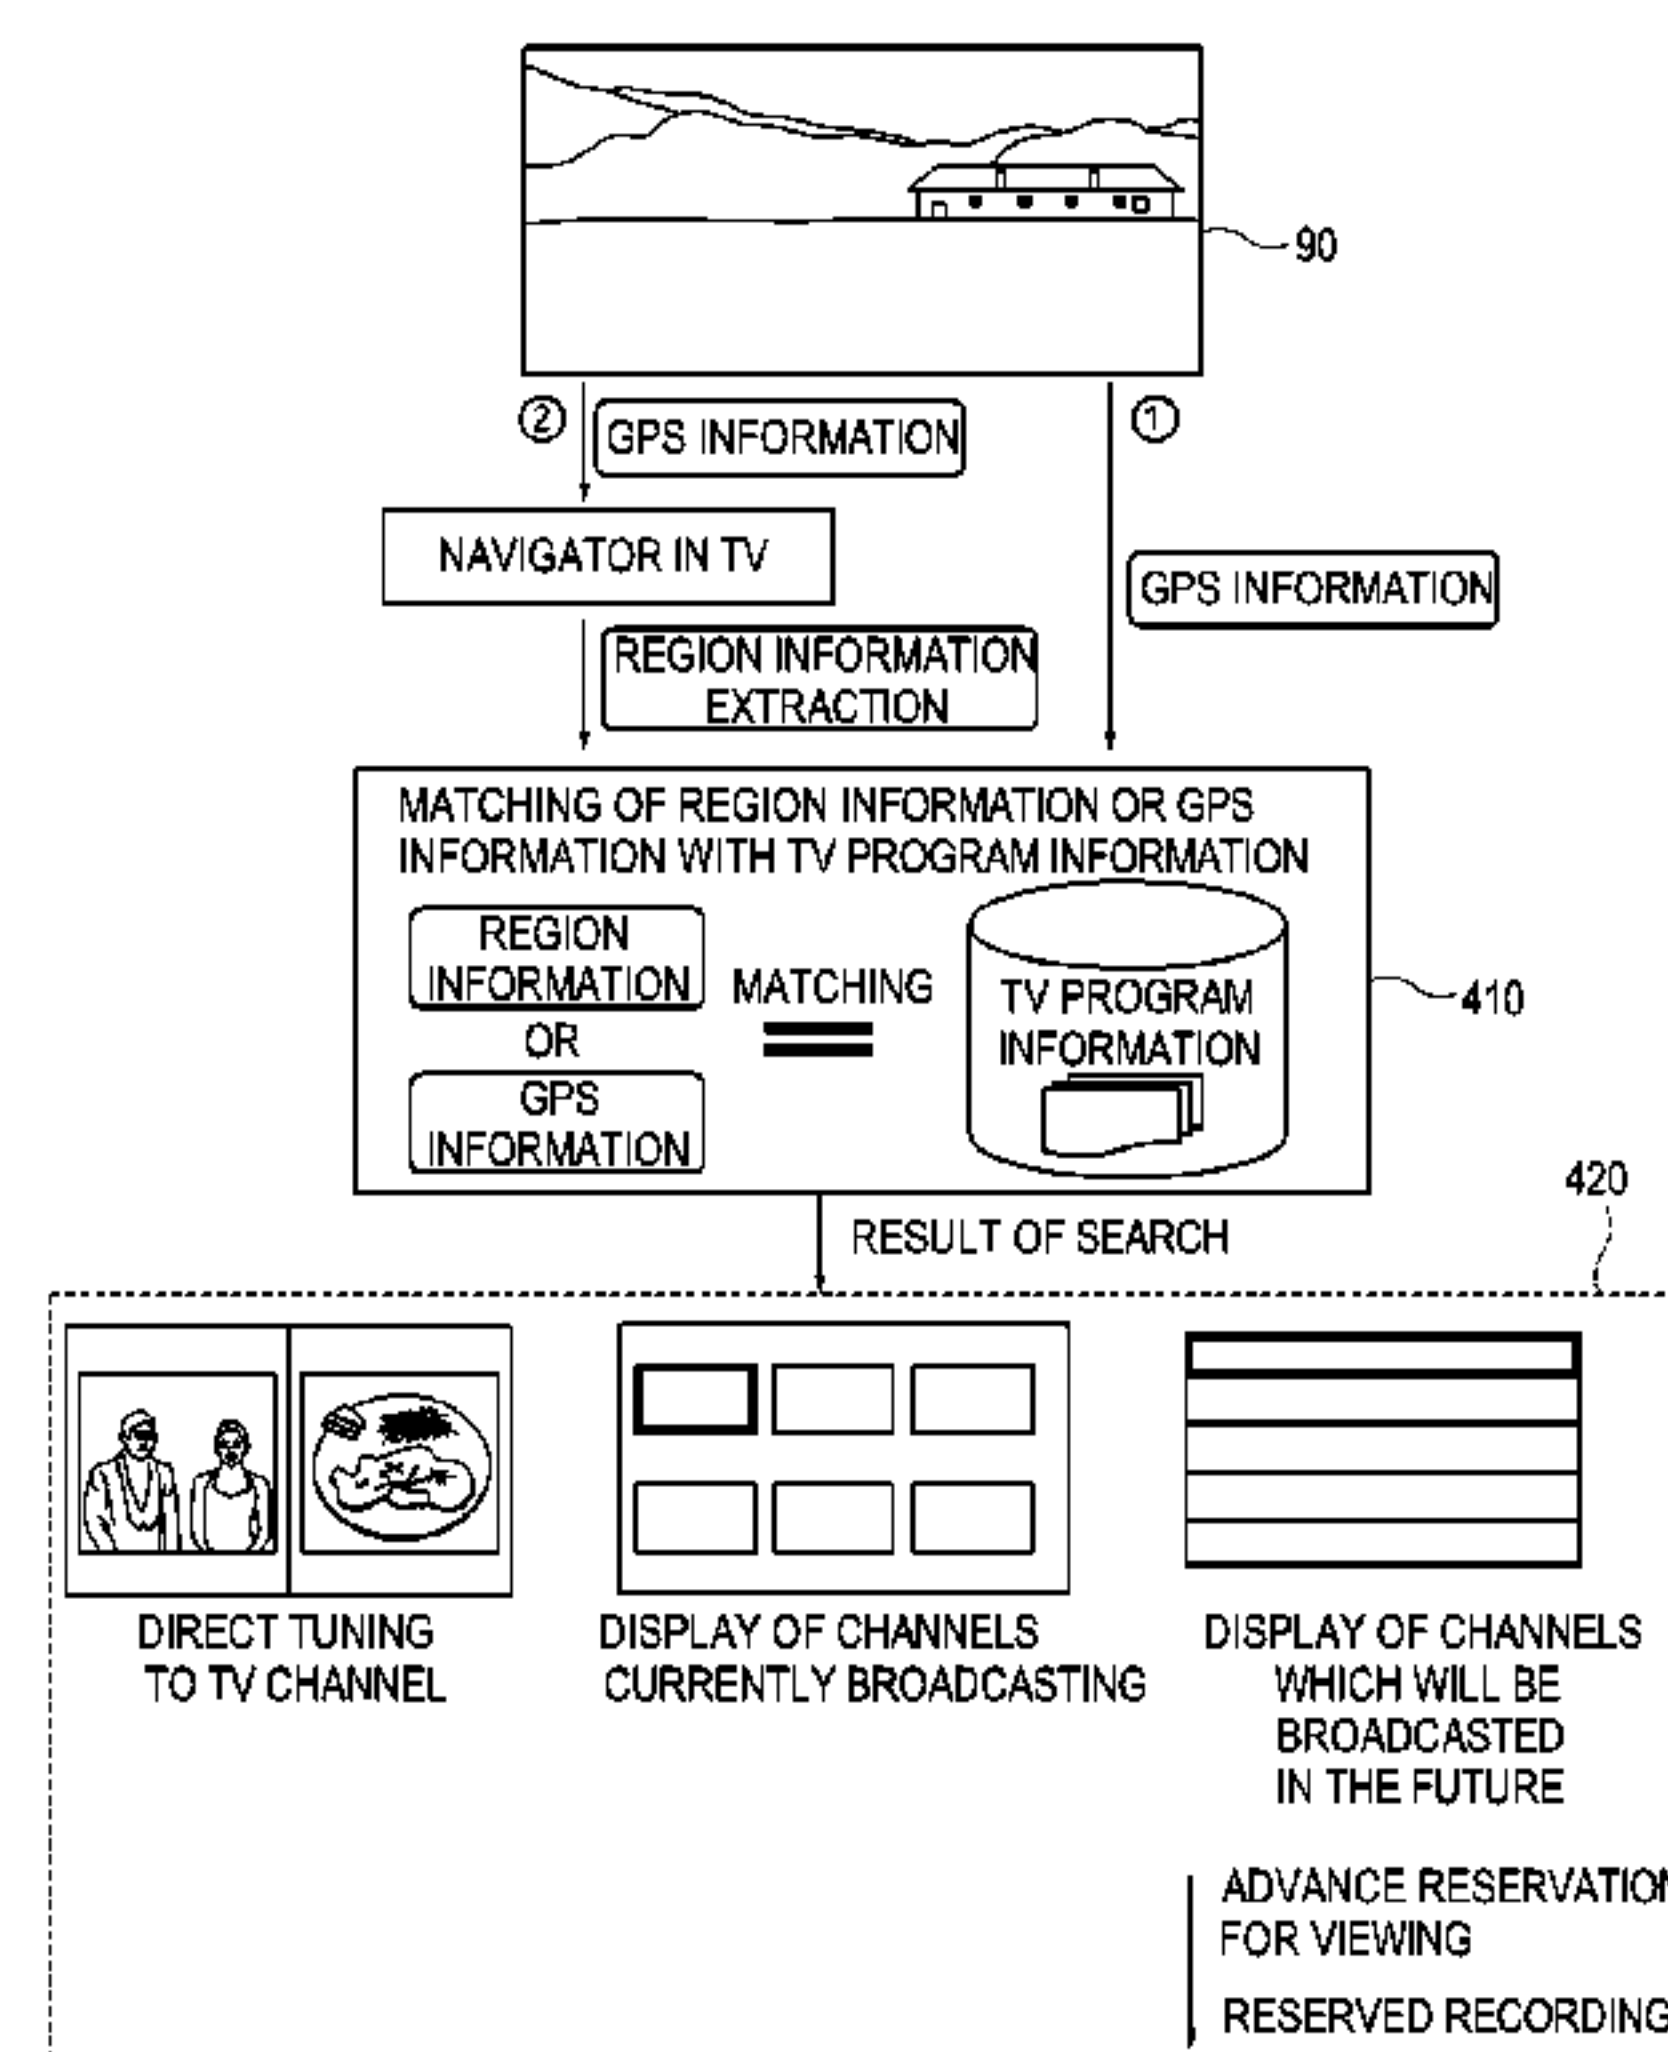 90
②
GPS INFORMATION
①
NAVIGATOR IN TV
GPS INFORMATION
REGION INFORMATION
EXTRACTION
MATCHING OF REGION INFORMATION OR GPS
INFORMATION WITH TV PROGRAM INFORMATION
REGION
INFORMATION
OR
GPS
INFORMATION
MATCHING
TV PROGRAM
INFORMATION
410
RESULT OF SEARCH
420
DIRECT TUNING
TO TV CHANNEL
DISPLAY OF CHANNELS
CURRENTLY BROADCASTING
DISPLAY OF CHANNELS
WHICH WILL BE
BROADCASTED
IN THE FUTURE
ADVANCE RESERVATION
FOR VIEWING
RESERVED RECORDING